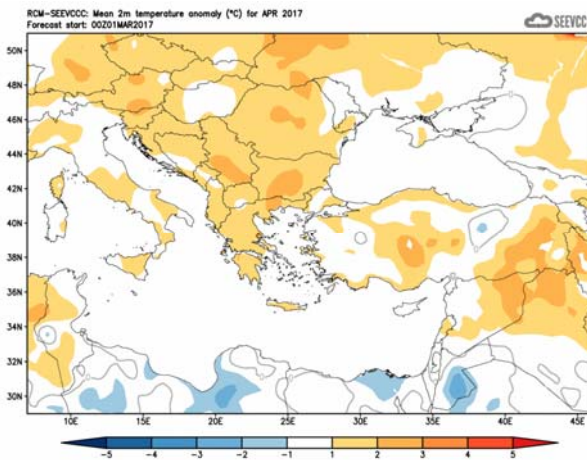 RCM-SEEVCCC: Mean 2m temperature anomaly (°C) for APR 2017
Forecast start: 00Z01MAR2017
SEEVCCC
50N
48N
46N
44N
42N
40N
38N
36N
34N
32N
30N
10E 15E 20E 25E 30E 35E 40E 45E
-5 -4 -3 -2 -1 1 2 3 4 5